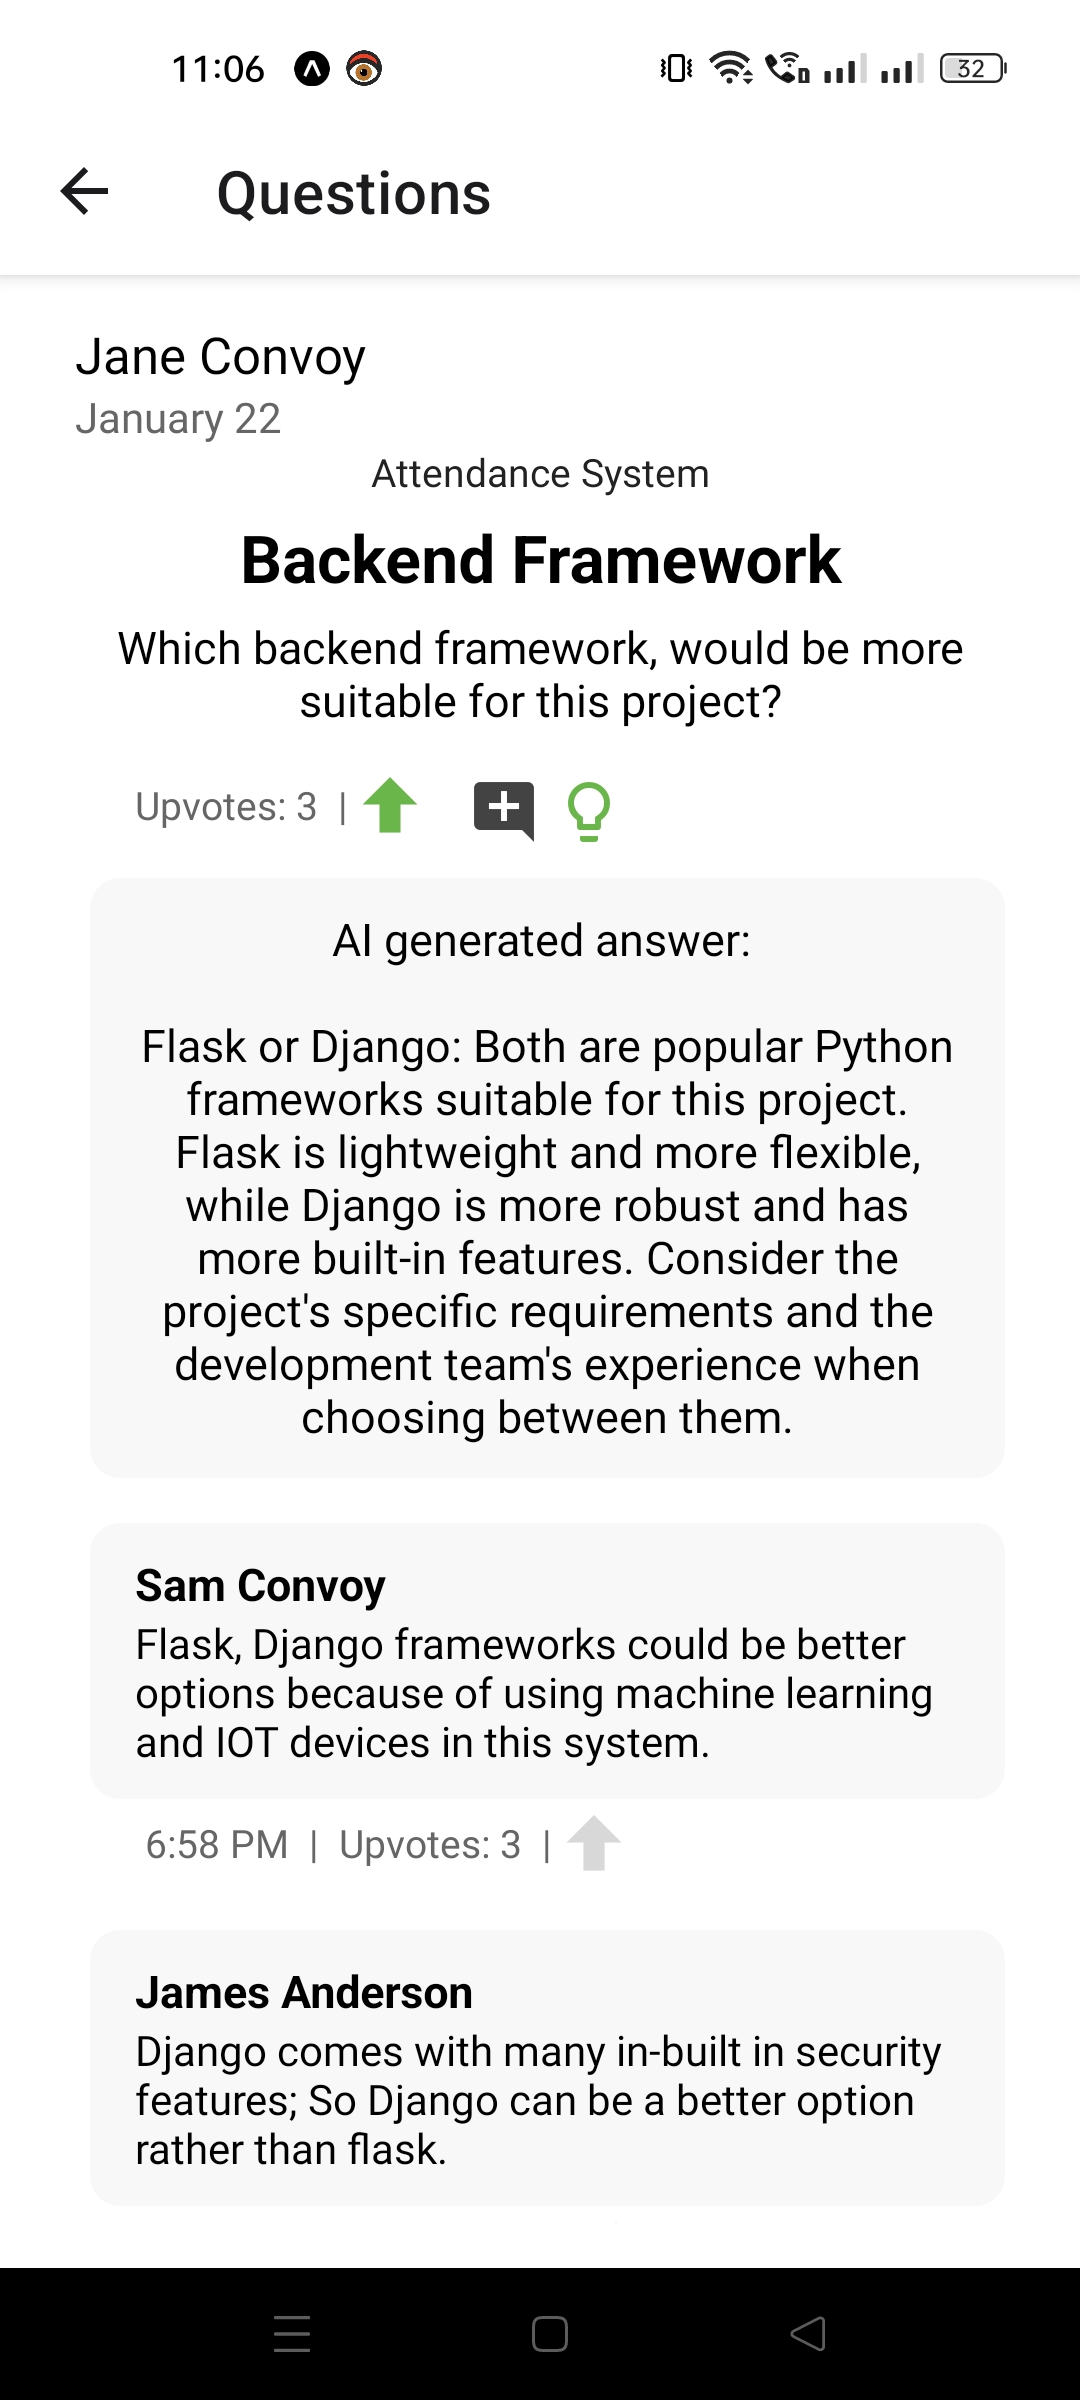 11:06
32
Questions
Jane Convoy
January 22
Attendance System
Backend Framework
Which backend framework, would be more
suitable for this project?
Upvotes: 3 |
AI generated answer:
Flask or Django: Both are popular Python
frameworks suitable for this project.
Flask is lightweight and more flexible,
while Django is more robust and has
more built-in features. Consider the
project's specific requirements and the
development team's experience when
choosing between them.
Sam Convoy
Flask, Django frameworks could be better
options because of using machine learning
and IOT devices in this system.
6:58 PM | Upvotes: 3 |
James Anderson
Django comes with many in-built in security
features; So Django can be a better option
rather than flask.